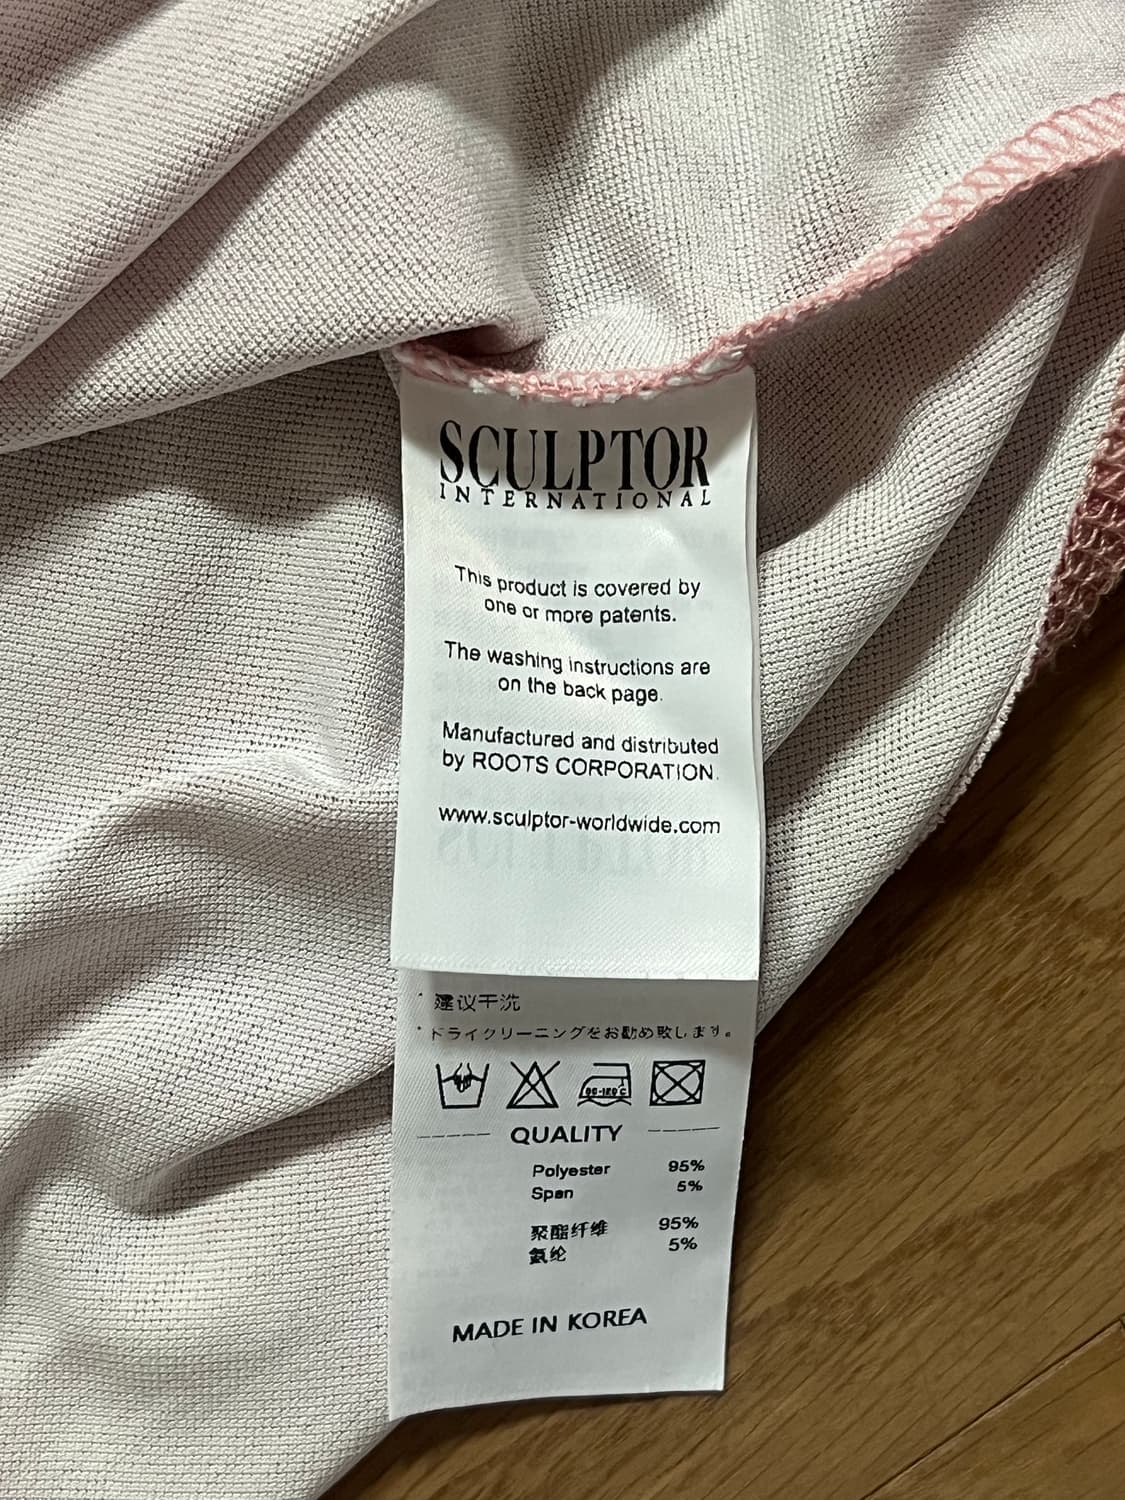 SCULPTOR
INTERNATIONAL
This product is covered by
one or more patents.
The washing instructions are
on the back page.
Manufactured and distributed
by ROOTS CORPORATION.
www.sculptor-worldwide.com
* 建议干洗
* ドライクリーニングをお勧め致します。
QUALITY
Polyester 95%
Span 5%
聚酯纤维 95%
氨纶 5%
MADE IN KOREA